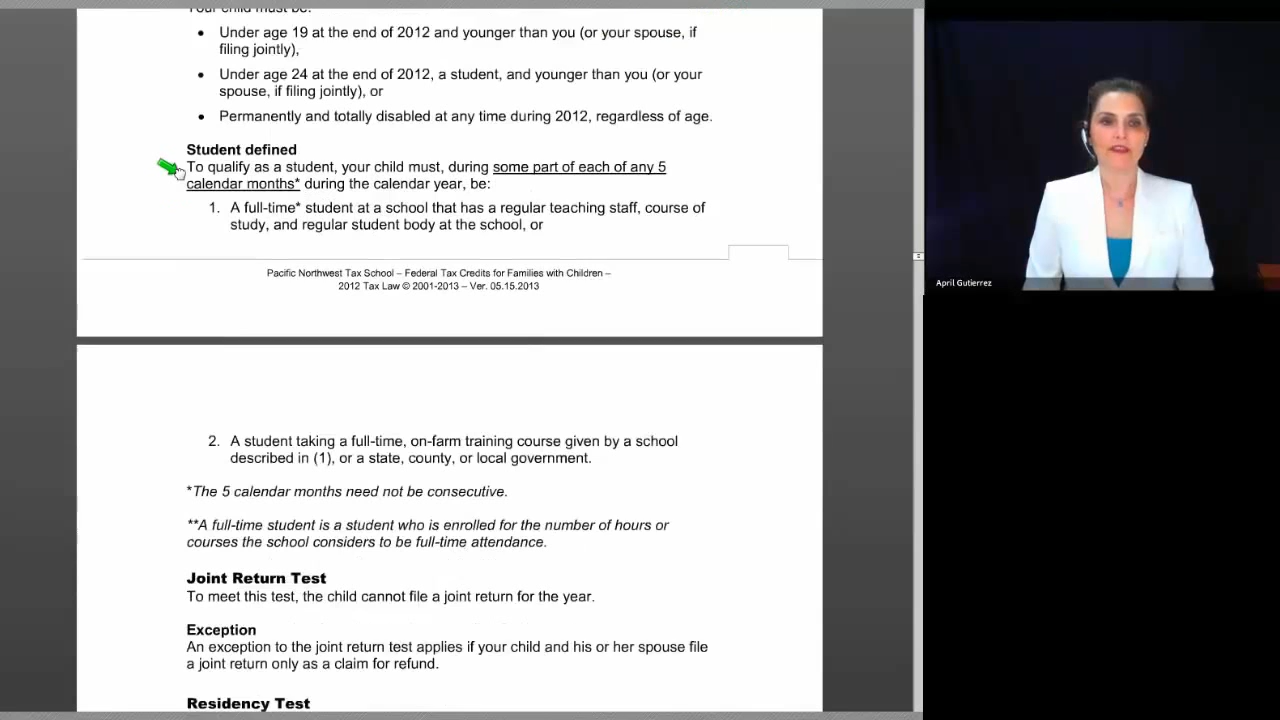 Your child must be:
• Under age 19 at the end of 2012 and younger than you (or your spouse, if
filing jointly),
• Under age 24 at the end of 2012, a student, and younger than you (or your
spouse, if filing jointly), or
• Permanently and totally disabled at any time during 2012, regardless of age.
Student defined
To qualify as a student, your child must, during some part of each of any 5
calendar months* during the calendar year, be:
1. A full-time* student at a school that has a regular teaching staff, course of
study, and regular student body at the school, or
Pacific Northwest Tax School – Federal Tax Credits for Families with Children –
2012 Tax Law © 2001-2013 – Ver. 05.15.2013
2. A student taking a full-time, on-farm training course given by a school
described in (1), or a state, county, or local government.
*The 5 calendar months need not be consecutive.
**A full-time student is a student who is enrolled for the number of hours or
courses the school considers to be full-time attendance.
Joint Return Test
To meet this test, the child cannot file a joint return for the year.
Exception
An exception to the joint return test applies if your child and his or her spouse file
a joint return only as a claim for refund.
Residency Test
April Gutierrez